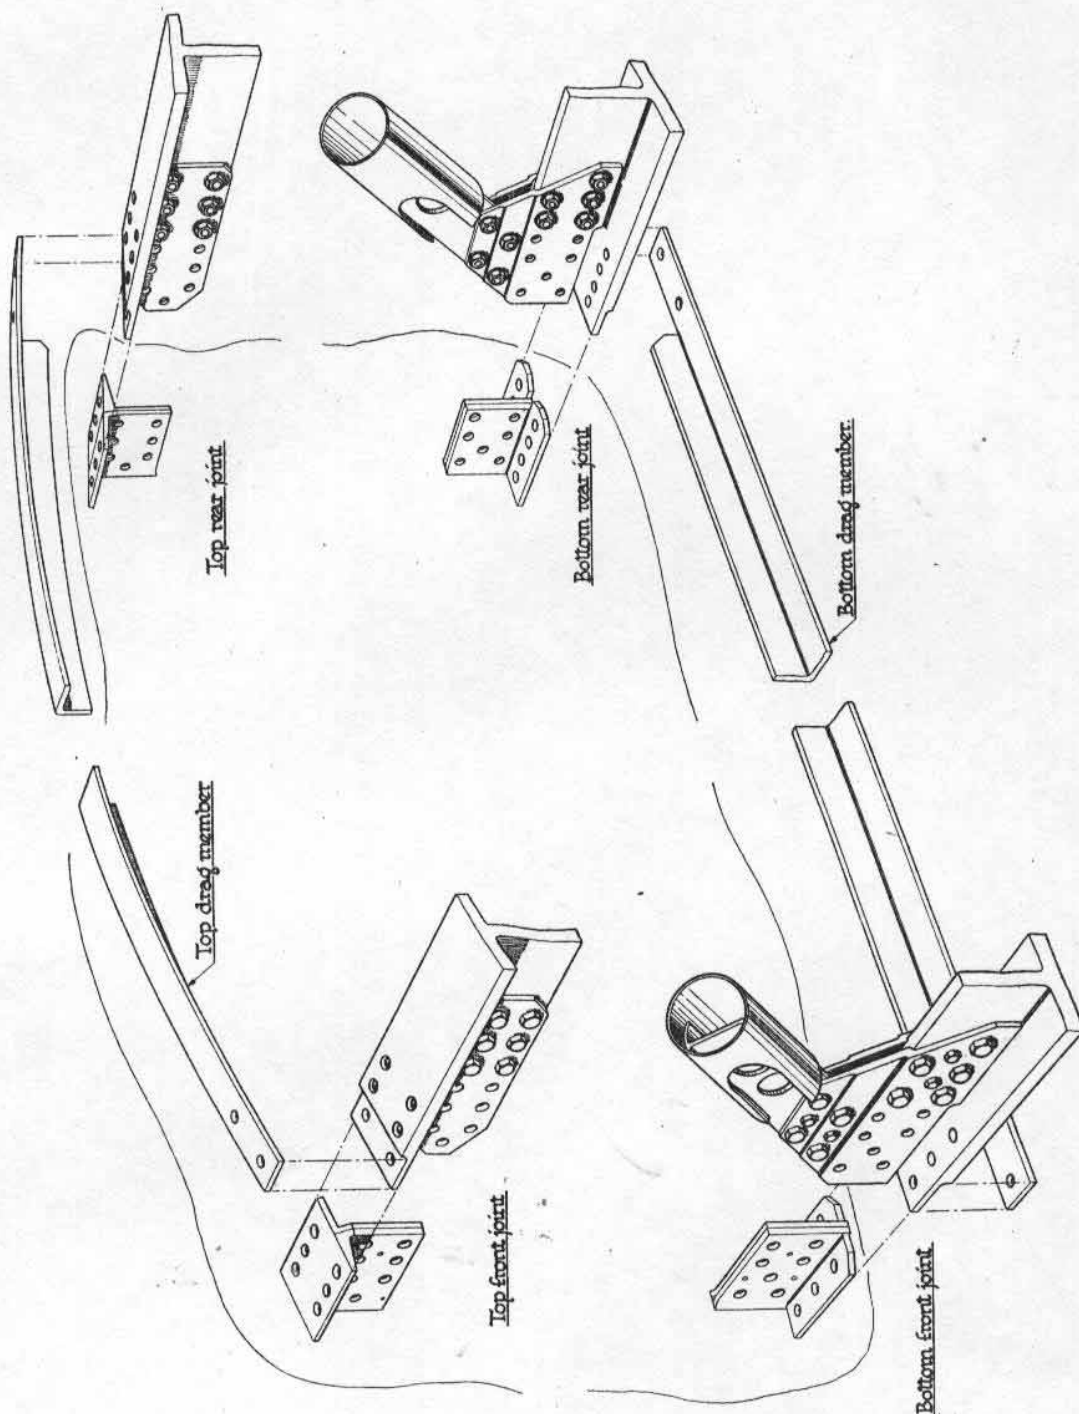 Top rear joint
Bottom rear joint
Bottom drag member.
Top drag member
Top front joint
Bottom front joint